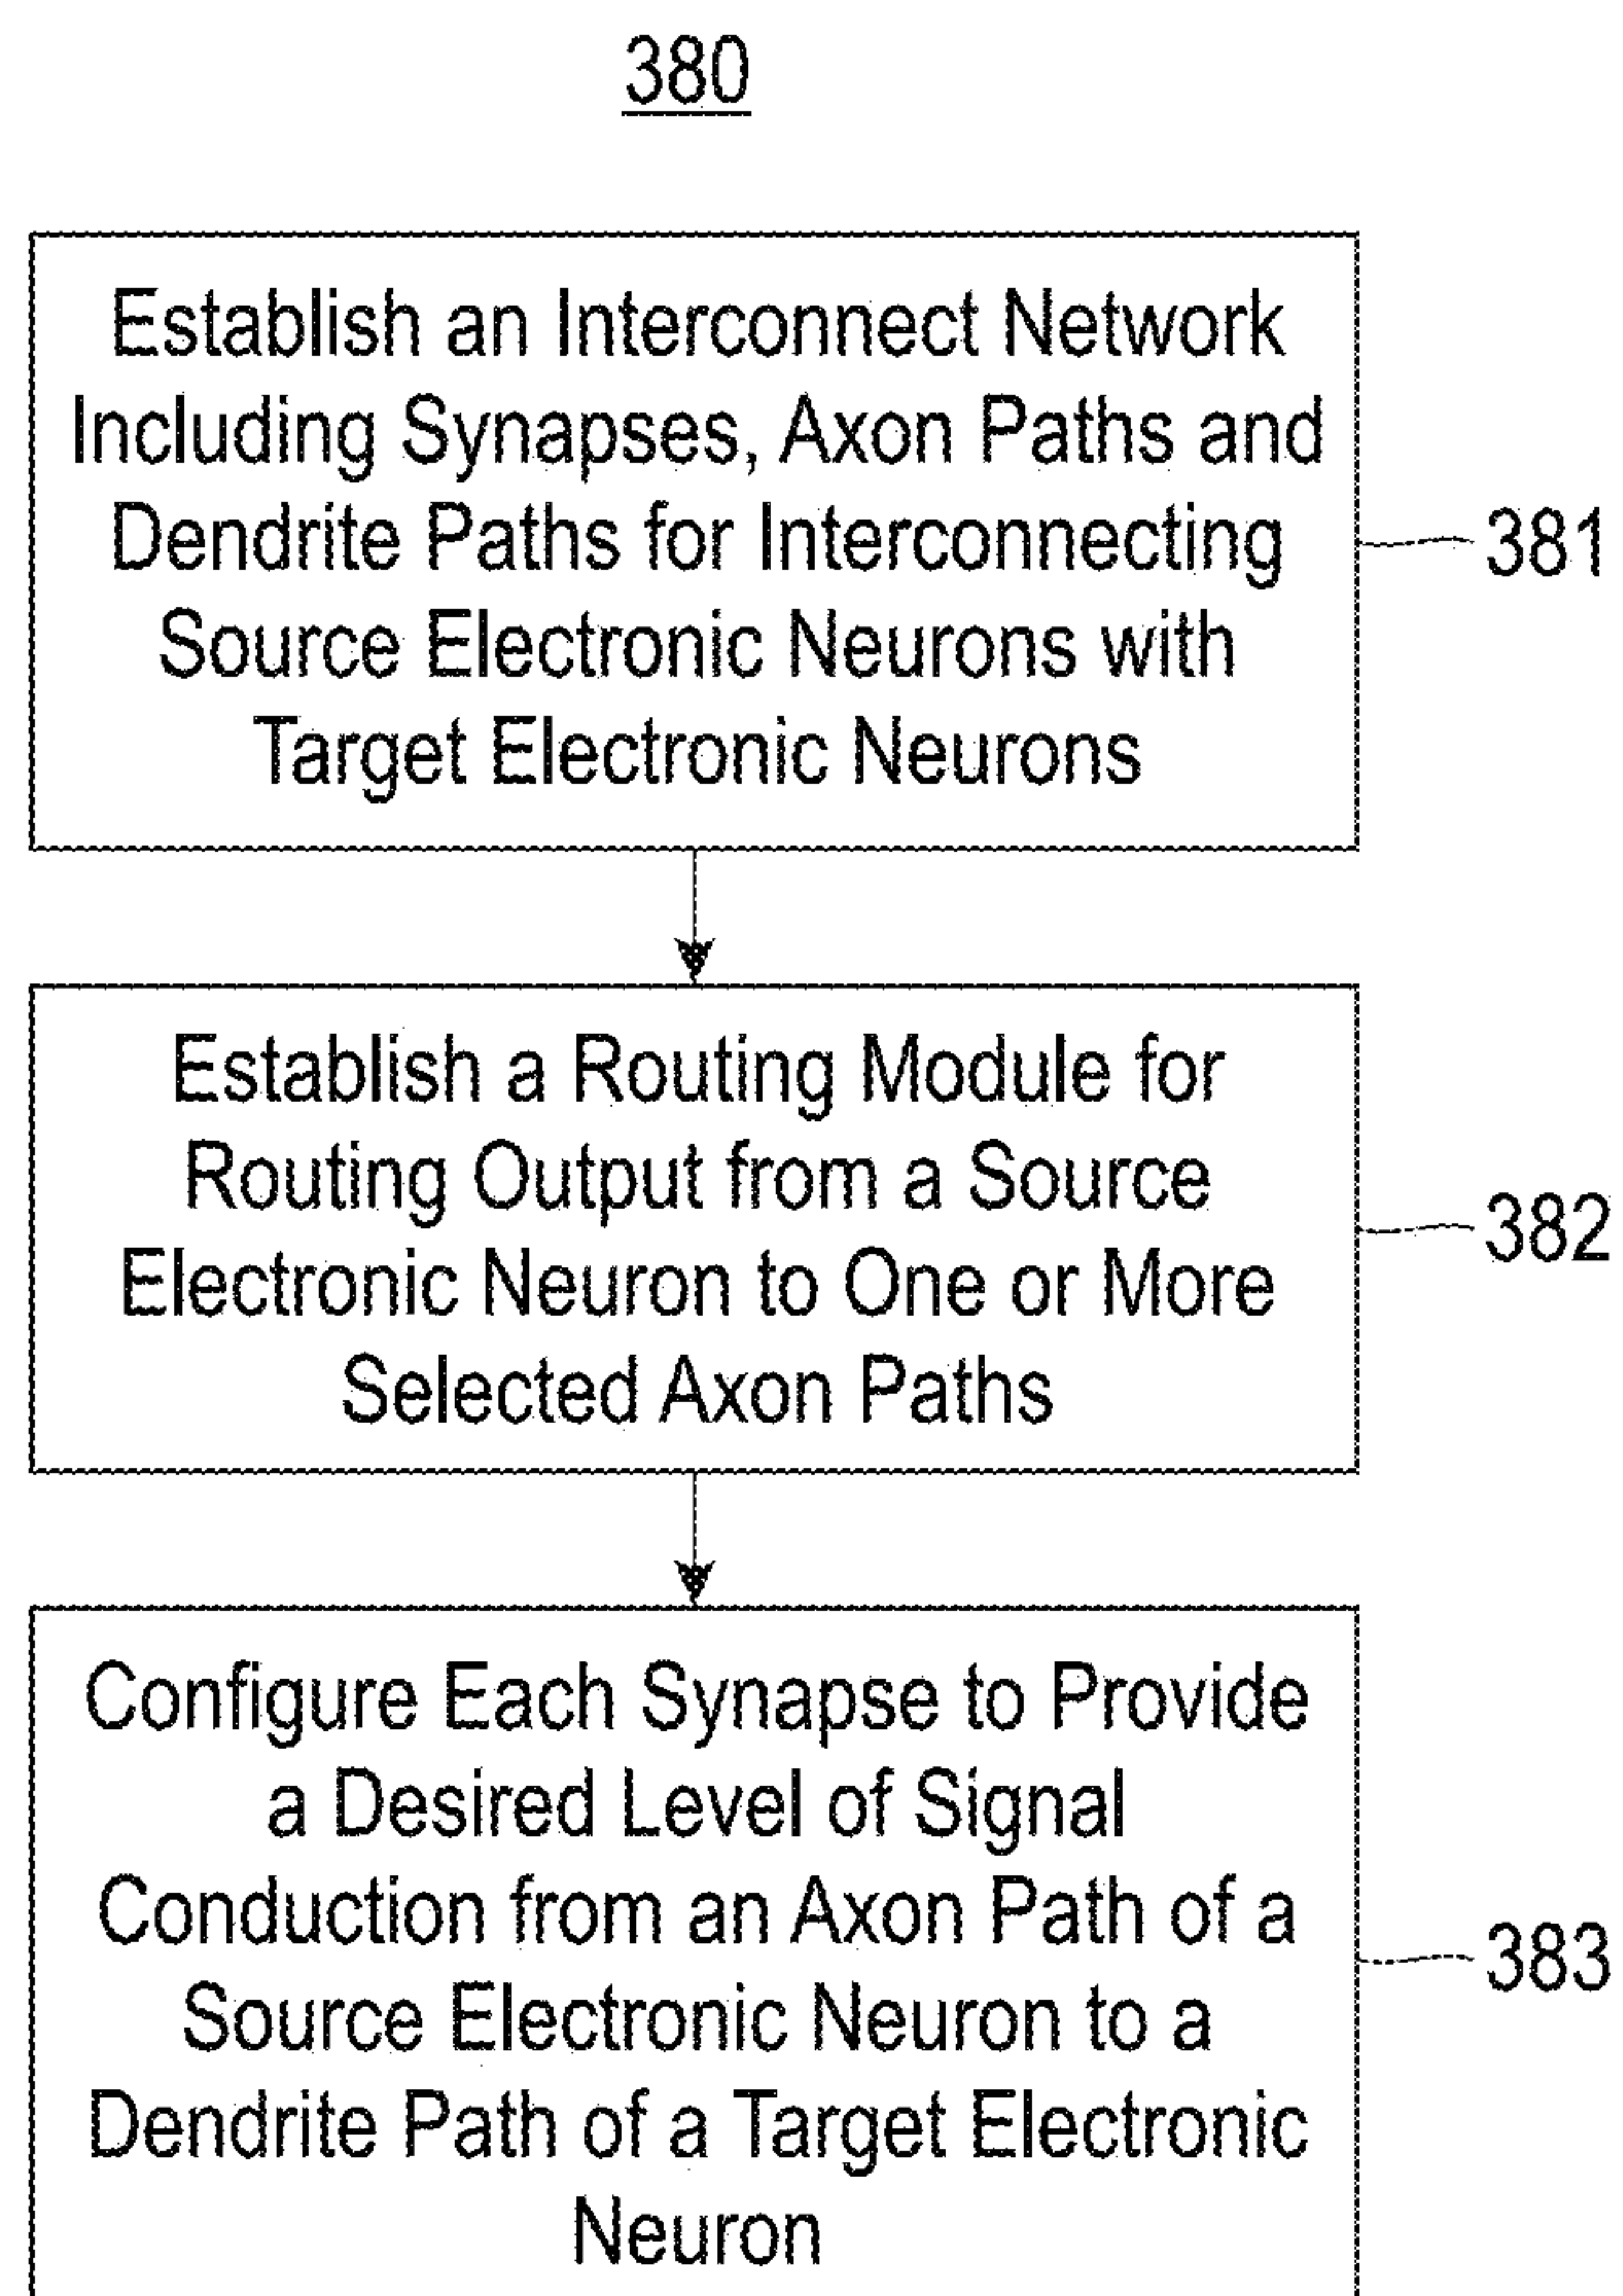 380
Establish an Interconnect Network
Including Synapses, Axon Paths and
Dendrite Paths for Interconnecting
Source Electronic Neurons with
Target Electronic Neurons
381
Establish a Routing Module for
Routing Output from a Source
Electronic Neuron to One or More
Selected Axon Paths
382
Configure Each Synapse to Provide
a Desired Level of Signal
Conduction from an Axon Path of a
Source Electronic Neuron to a
Dendrite Path of a Target Electronic
Neuron
383